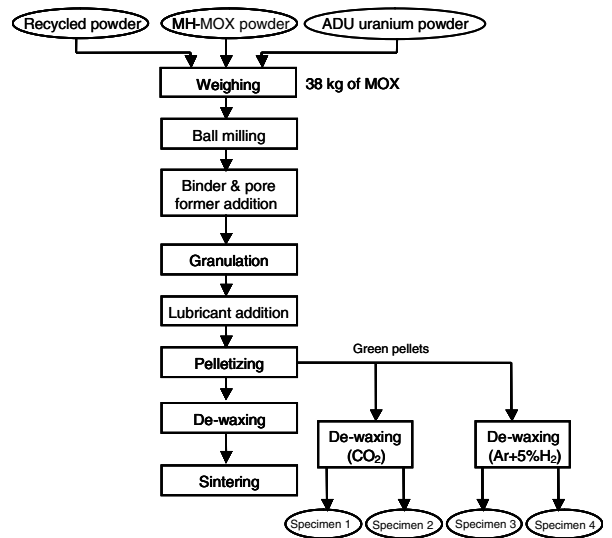 Recycled powder
MH-MOX powder
ADU uranium powder
Weighing
38 kg of MOX
Ball milling
Binder & pore
former addition
Granulation
Lubricant addition
Pelletizing
Green pellets
De-waxing
De-waxing
(CO₂)
De-waxing
(Ar+5%H₂)
Sintering
Specimen 1
Specimen 2
Specimen 3
Specimen 4